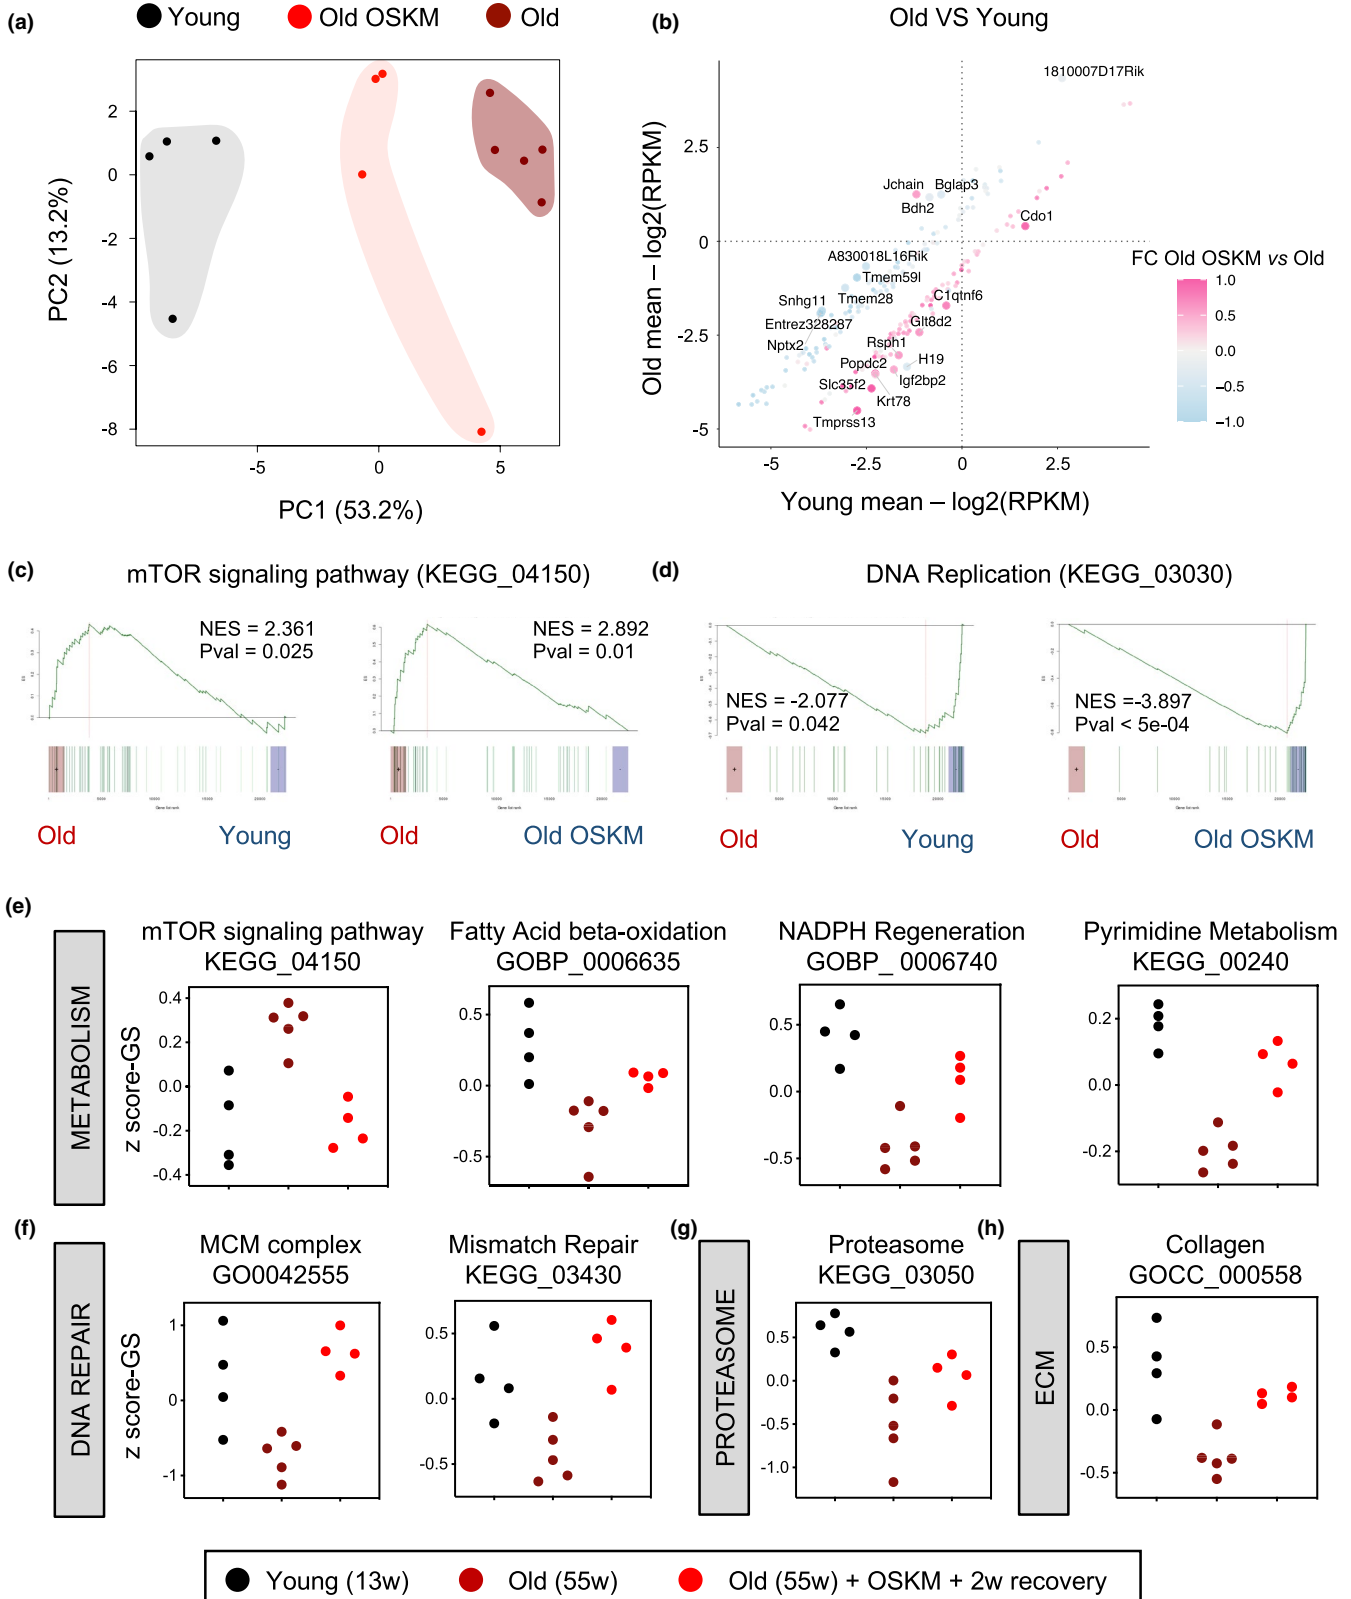 (a)
Young
Old OSKM
Old
PC2 (13.2%)
2
0
-2
-4
-6
-8
-5
0
5
PC1 (53.2%)
(b)
Old VS Young
Old mean – log2(RPKM)
2.5
0
-2.5
-5
-5
-2.5
0
2.5
Young mean – log2(RPKM)
1810007D17Rik
Jchain
Bglap3
Bdh2
Cdo1
A830018L16Rik
Tmem59l
Tmem28
Snhg11
C1qtnf6
Entrez328287
Glt8d2
Nptx2
Rsph1
H19
Popdc2
Igf2bp2
Slc35f2
Krt78
Tmprss13
FC Old OSKM vs Old
1.0
0.5
0.0
−0.5
−1.0
(c)
mTOR signaling pathway (KEGG_04150)
NES = 2.361
Pval = 0.025
Old
Young
NES = 2.892
Pval = 0.01
Old
Old OSKM
(d)
DNA Replication (KEGG_03030)
NES = -2.077
Pval = 0.042
Old
Young
NES =-3.897
Pval < 5e-04
Old
Old OSKM
(e)
METABOLISM
z score-GS
mTOR signaling pathway
KEGG_04150
0.4
0.2
0.0
-0.2
-0.4
Fatty Acid beta-oxidation
GOBP_0006635
0.5
0.0
-0.5
NADPH Regeneration
GOBP_ 0006740
0.5
0.0
-0.5
Pyrimidine Metabolism
KEGG_00240
0.2
0.0
-0.2
(f)
DNA REPAIR
z score-GS
MCM complex
GO0042555
1
0
-1
Mismatch Repair
KEGG_03430
0.5
0.0
-0.5
(g)
PROTEASOME
Proteasome
KEGG_03050
0.5
0.0
-0.5
-1.0
(h)
ECM
Collagen
GOCC_000558
0.5
0.0
-0.5
Young (13w)
Old (55w)
Old (55w) + OSKM + 2w recovery